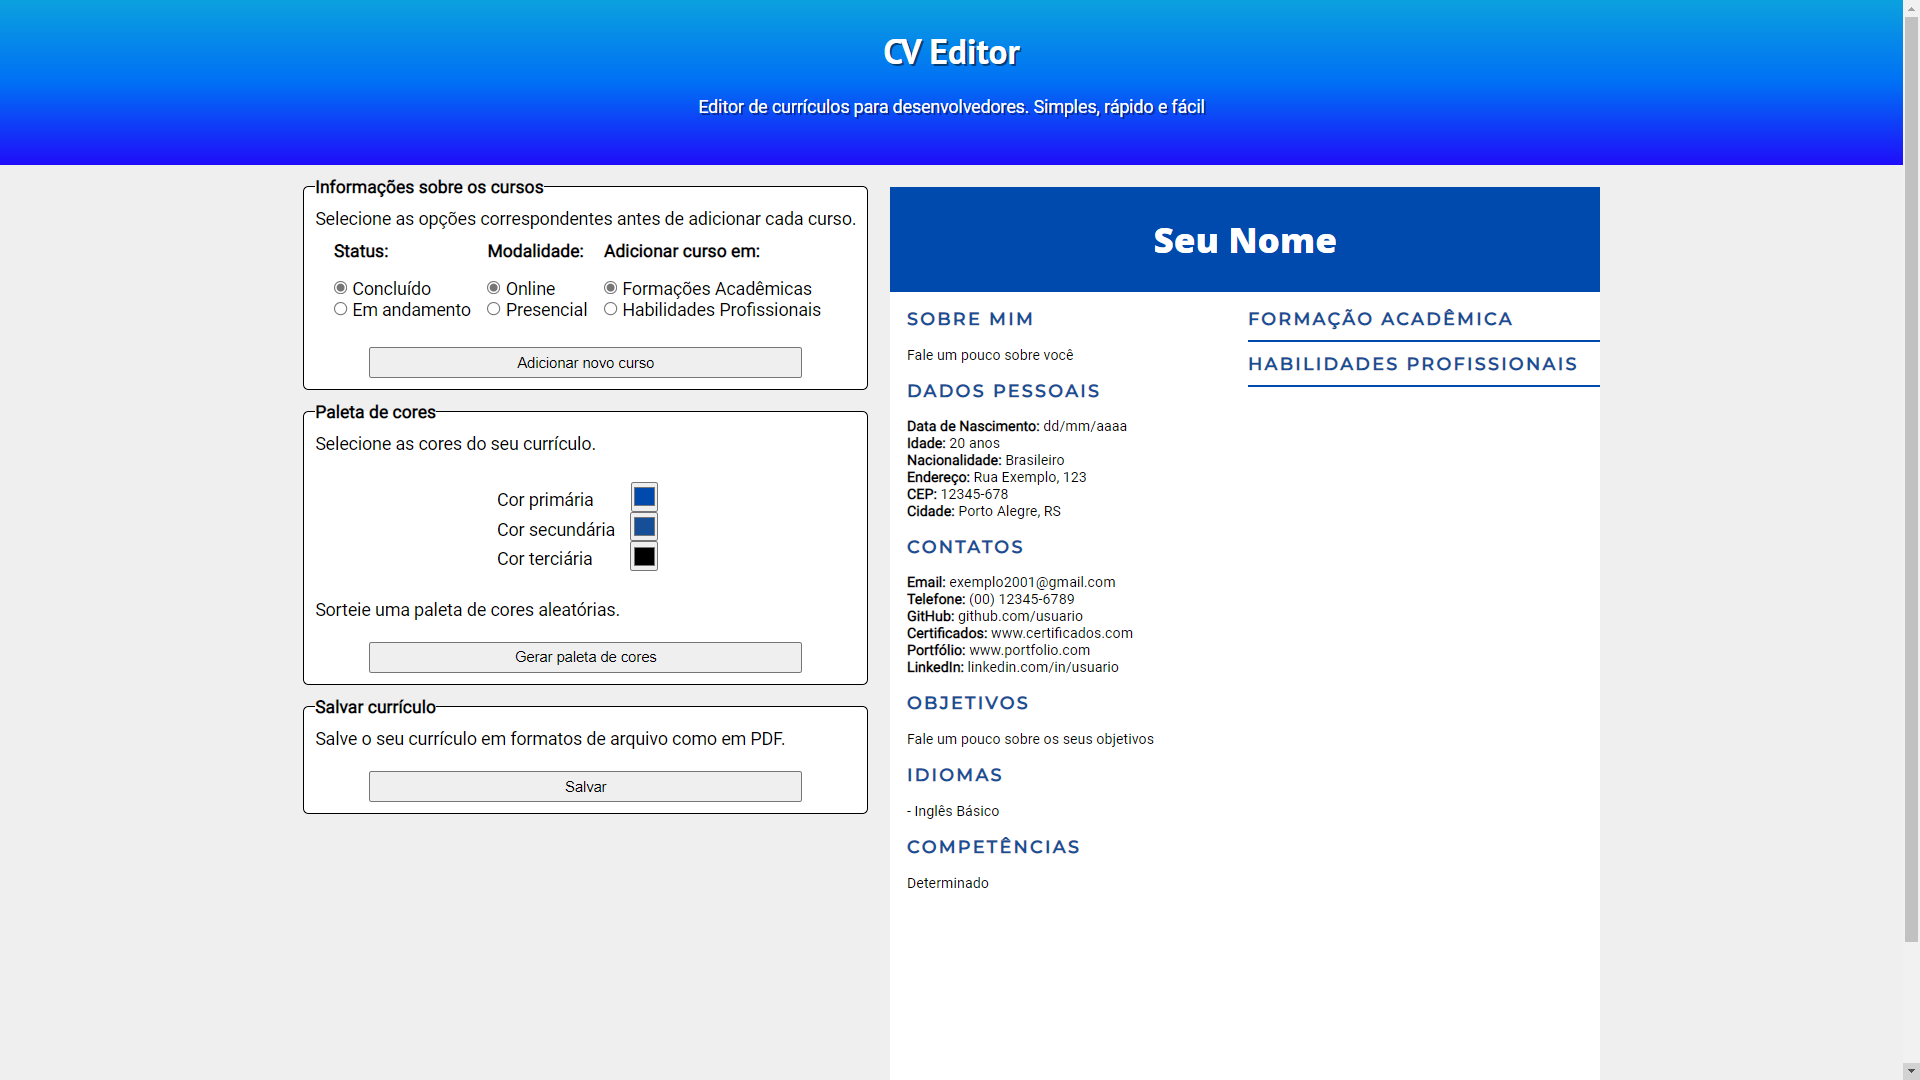 CV Editor
Editor de currículos para desenvolvedores. Simples, rápido e fácil
Informações sobre os cursos
Selecione as opções correspondentes antes de adicionar cada curso.
Status: Modalidade: Adicionar curso em:
Concluído Online Formações Acadêmicas
Em andamento Presencial Habilidades Profissionais
Adicionar novo curso
Paleta de cores
Selecione as cores do seu currículo.
Cor primária
Cor secundária
Cor terciária
Sorteie uma paleta de cores aleatórias.
Gerar paleta de cores
Salvar currículo
Salve o seu currículo em formatos de arquivo como em PDF.
Salvar
Seu Nome
SOBRE MIM
Fale um pouco sobre você
DADOS PESSOAIS
Data de Nascimento: dd/mm/aaaa
Idade: 20 anos
Nacionalidade: Brasileiro
Endereço: Rua Exemplo, 123
CEP: 12345-678
Cidade: Porto Alegre, RS
CONTATOS
Email: exemplo2001@gmail.com
Telefone: (00) 12345-6789
GitHub: github.com/usuario
Certificados: www.certificados.com
Portfólio: www.portfolio.com
LinkedIn: linkedin.com/in/usuario
OBJETIVOS
Fale um pouco sobre os seus objetivos
IDIOMAS
- Inglês Básico
COMPETÊNCIAS
Determinado
FORMAÇÃO ACADÊMICA
HABILIDADES PROFISSIONAIS